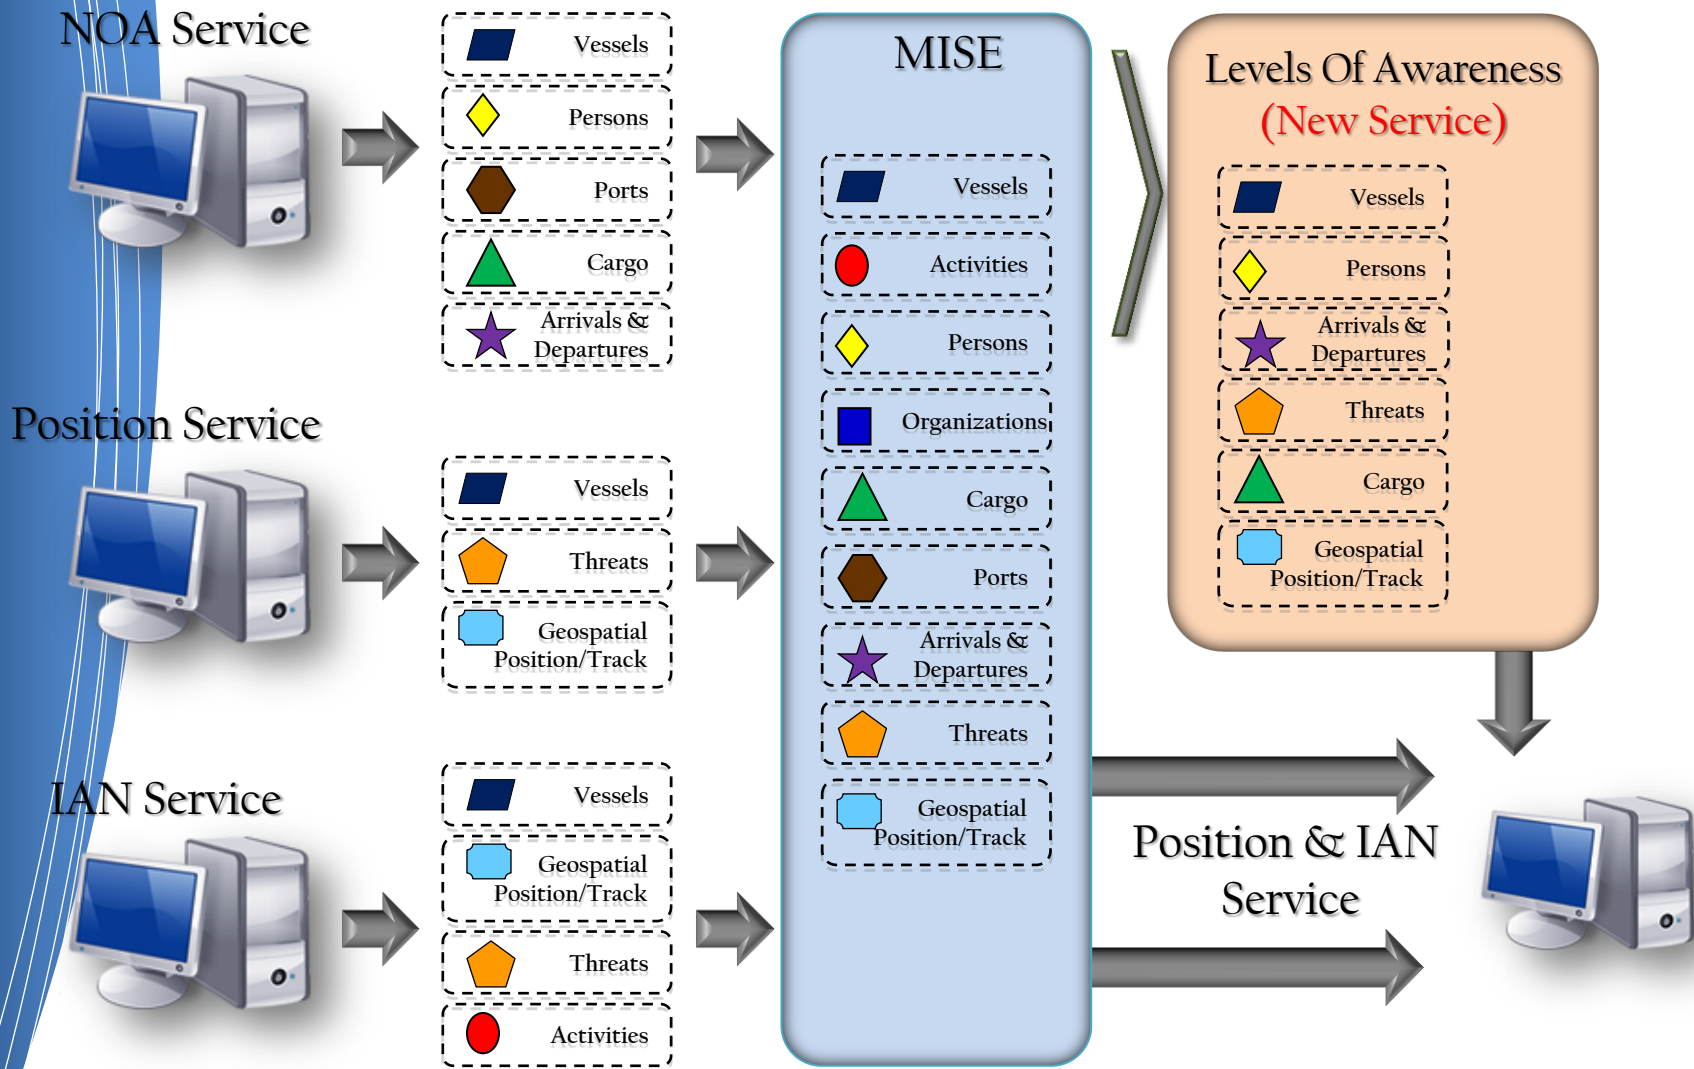 NOA Service
Vessels
Persons
Ports
Cargo
Arrivals &
Departures
Position Service
Vessels
Threats
Geospatial
Position/Track
IAN Service
Vessels
Geospatial
Position/Track
Threats
Activities
MISE
Vessels
Activities
Persons
Organizations
Cargo
Ports
Arrivals &
Departures
Threats
Geospatial
Position/Track
Levels Of Awareness
(New Service)
Vessels
Persons
Arrivals &
Departures
Threats
Cargo
Geospatial
Position/Track
Position & IAN
Service